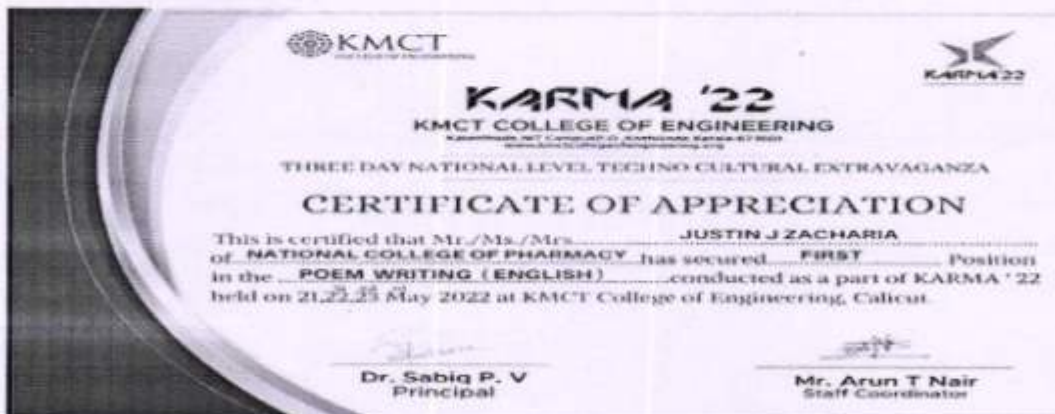 KMCT
COLLEGE OF ENGINEERING
KARMA'22
KARMA '22
KMCT COLLEGE OF ENGINEERING
THREE DAY NATIONAL LEVEL TECHNO CULTURAL EXTRAVAGANZA
CERTIFICATE OF APPRECIATION
This is certified that Mr./Ms./Mrs. JUSTIN J ZACHARIA
of NATIONAL COLLEGE OF PHARMACY has secured FIRST Position
in the POEM WRITING (ENGLISH) conducted as a part of KARMA '22
held on 21,22,23 May 2022 at KMCT College of Engineering, Calicut.
Dr. Sabiq P. V
Principal
Mr. Arun T Nair
Staff Coordinator